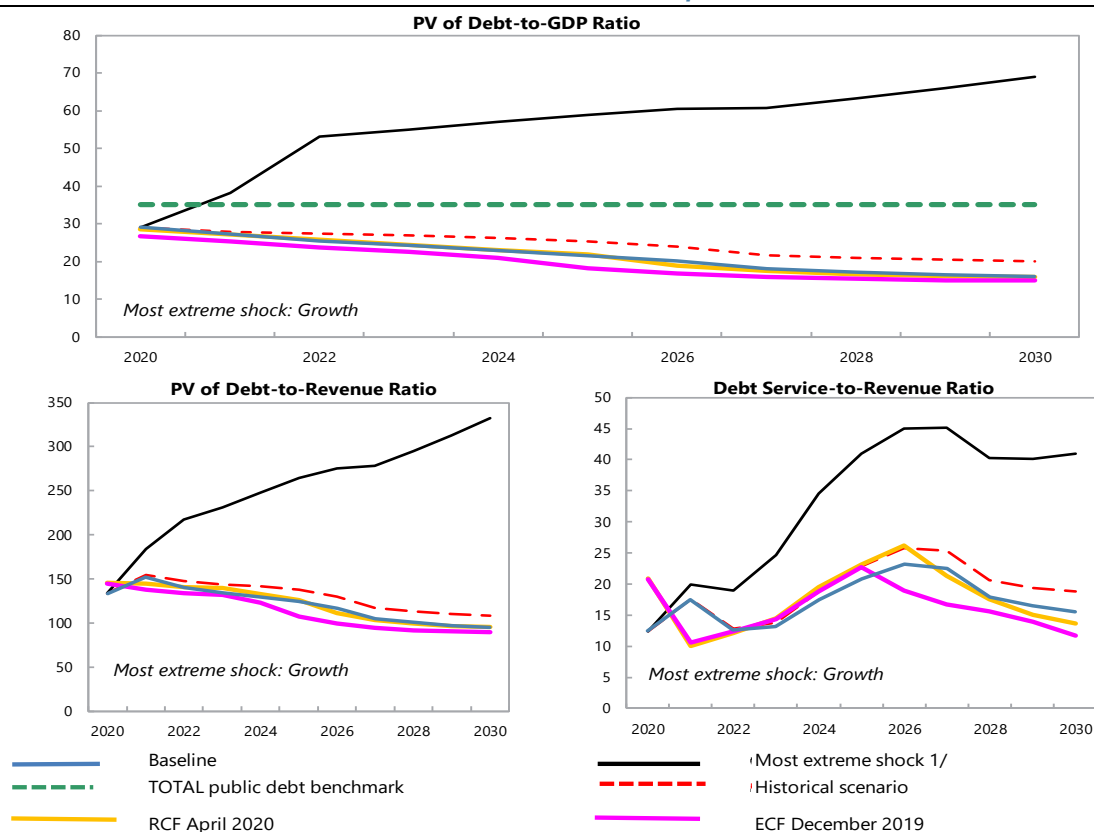 PV of Debt-to-GDP Ratio
80
70
60
50
40
30
20
10
0
Most extreme shock: Growth
2020 2022 2024 2026 2028 2030
PV of Debt-to-Revenue Ratio
350
300
250
200
150
100
50
0
Most extreme shock: Growth
2020 2022 2024 2026 2028 2030
Debt Service-to-Revenue Ratio
50
45
40
35
30
25
20
15
10
5
0
Most extreme shock: Growth
2020 2022 2024 2026 2028 2030
Baseline
Most extreme shock 1/
TOTAL public debt benchmark
Historical scenario
RCF April 2020
ECF December 2019